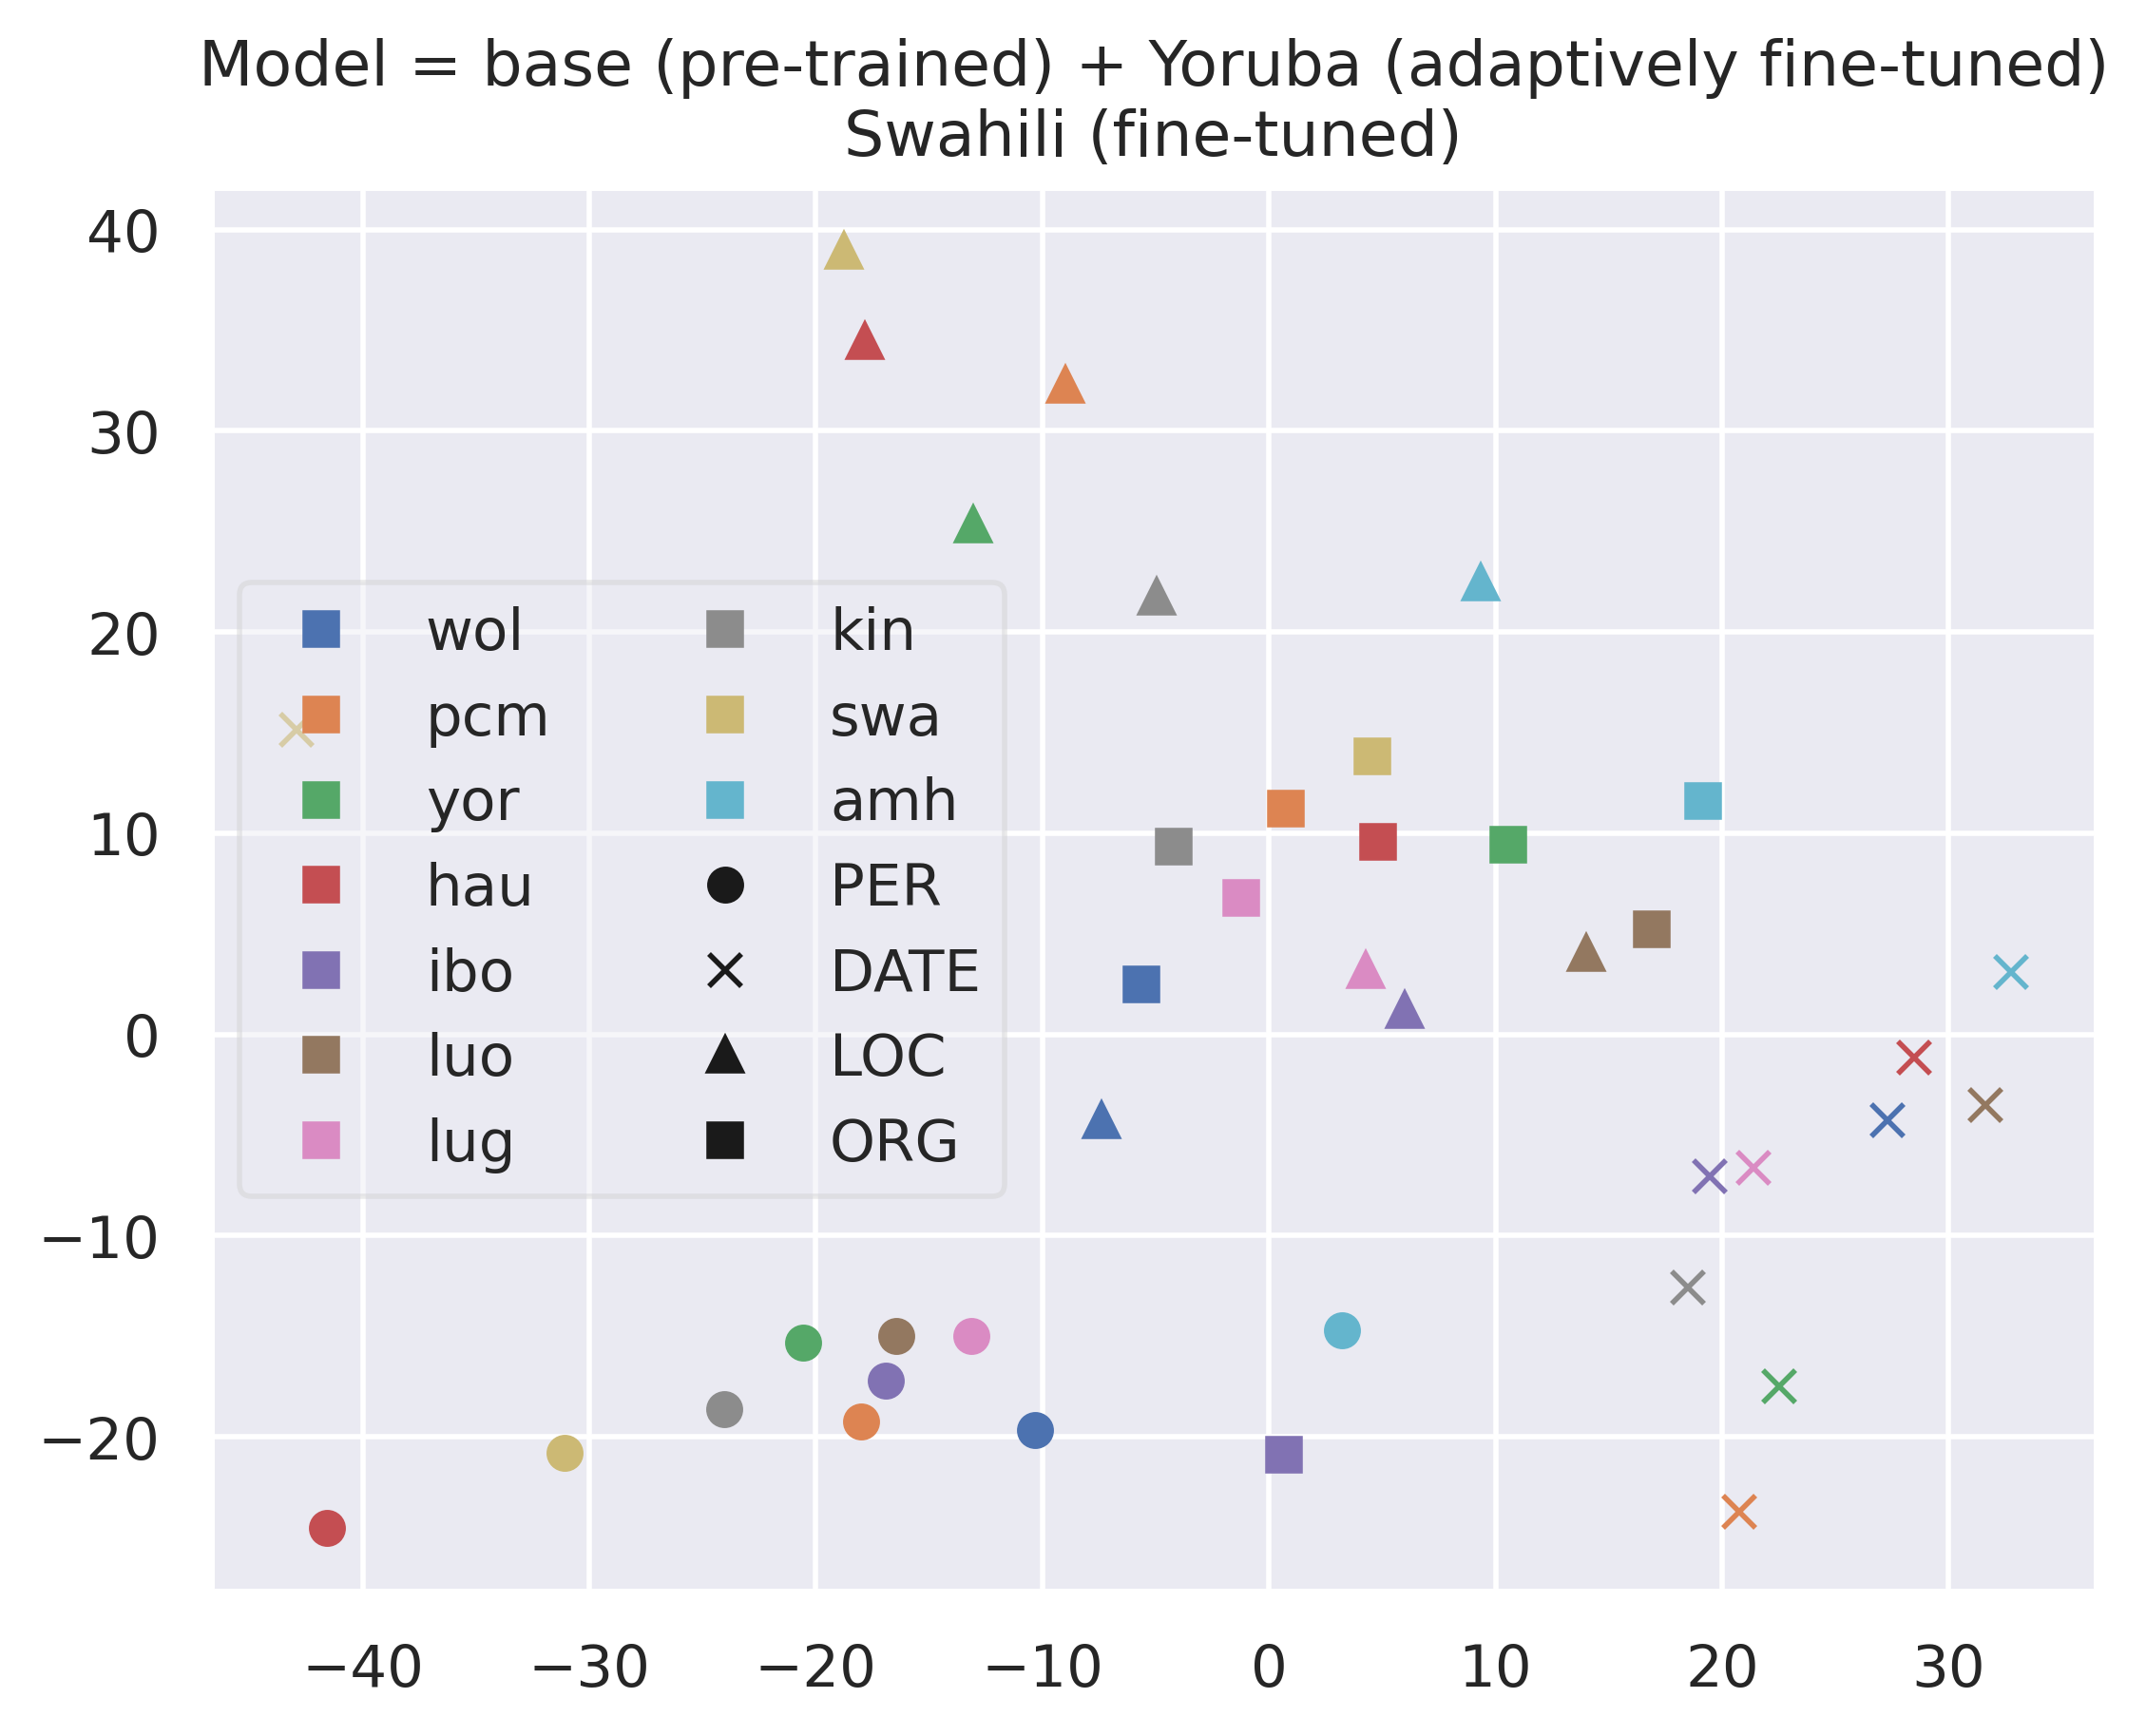 Model = base (pre-trained) + Yoruba (adaptively fine-tuned)
Swahili (fine-tuned)
40
30
20
10
0
−10
−20
wol
pcm
yor
hau
ibo
luo
lug
kin
swa
amh
PER
DATE
LOC
ORG
−40 −30 −20 −10 0 10 20 30